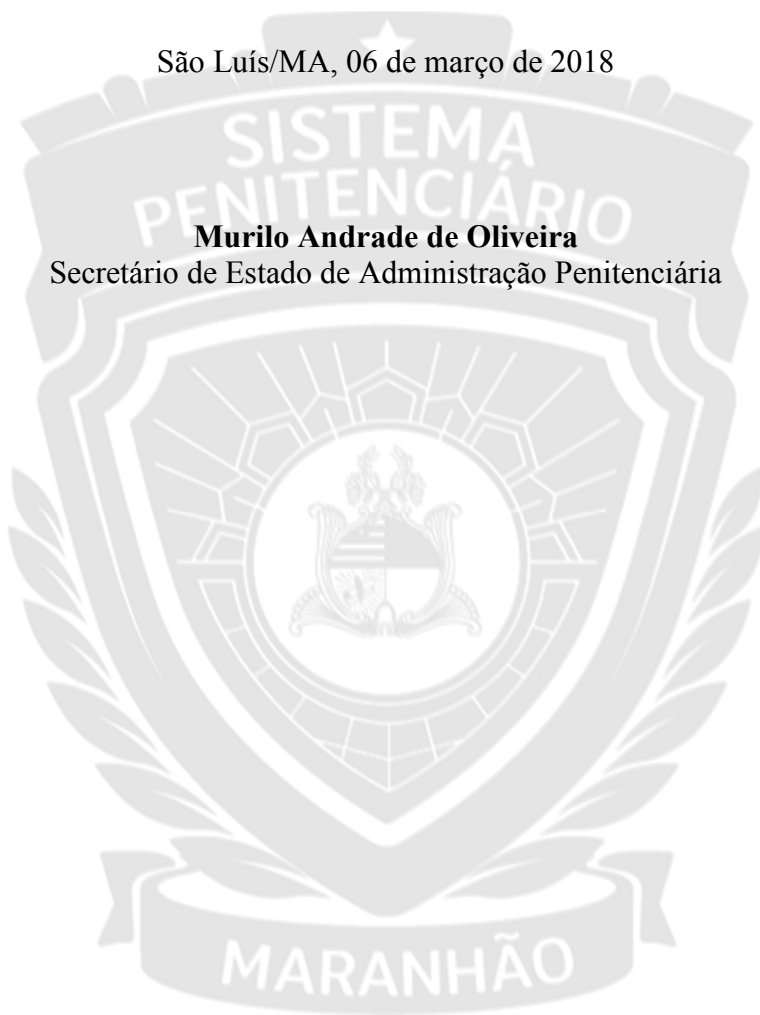 São Luís/MA, 06 de março de 2018
SISTEMA
PENITENCIÁRIO
Murilo Andrade de Oliveira
Secretário de Estado de Administração Penitenciária
MARANHÃO